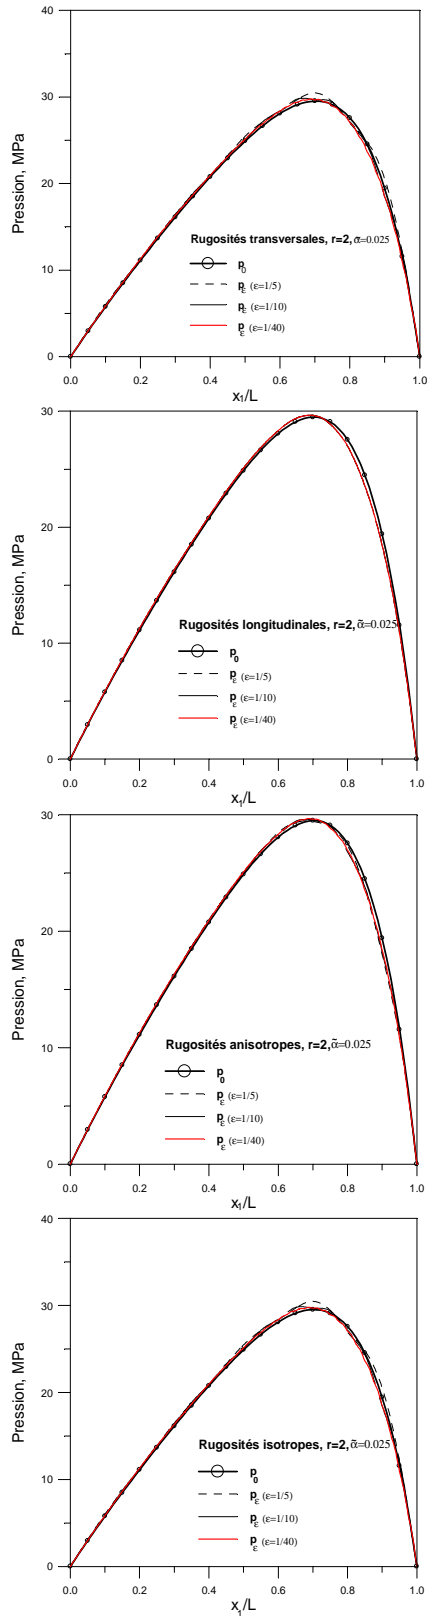 40
30
20
10
0
Pression, MPa
Rugosités transversales, r=2, α̃=0.025
p0
pε (ε=1/5)
pε (ε=1/10)
pε (ε=1/40)
0.0 0.2 0.4 0.6 0.8 1.0
x1/L
30
20
10
0
Pression, MPa
Rugosités longitudinales, r=2, α̃=0.025
p0
pε (ε=1/5)
pε (ε=1/10)
pε (ε=1/40)
0.0 0.2 0.4 0.6 0.8 1.0
x1/L
30
20
10
0
Pression, MPa
Rugosités anisotropes, r=2, α̃=0.025
p0
pε (ε=1/5)
pε (ε=1/10)
pε (ε=1/40)
0.0 0.2 0.4 0.6 0.8 1.0
x1/L
40
30
20
10
0
Pression, MPa
Rugosités isotropes, r=2, α̃=0.025
p0
pε (ε=1/5)
pε (ε=1/10)
pε (ε=1/40)
0.0 0.2 0.4 0.6 0.8 1.0
x1/L